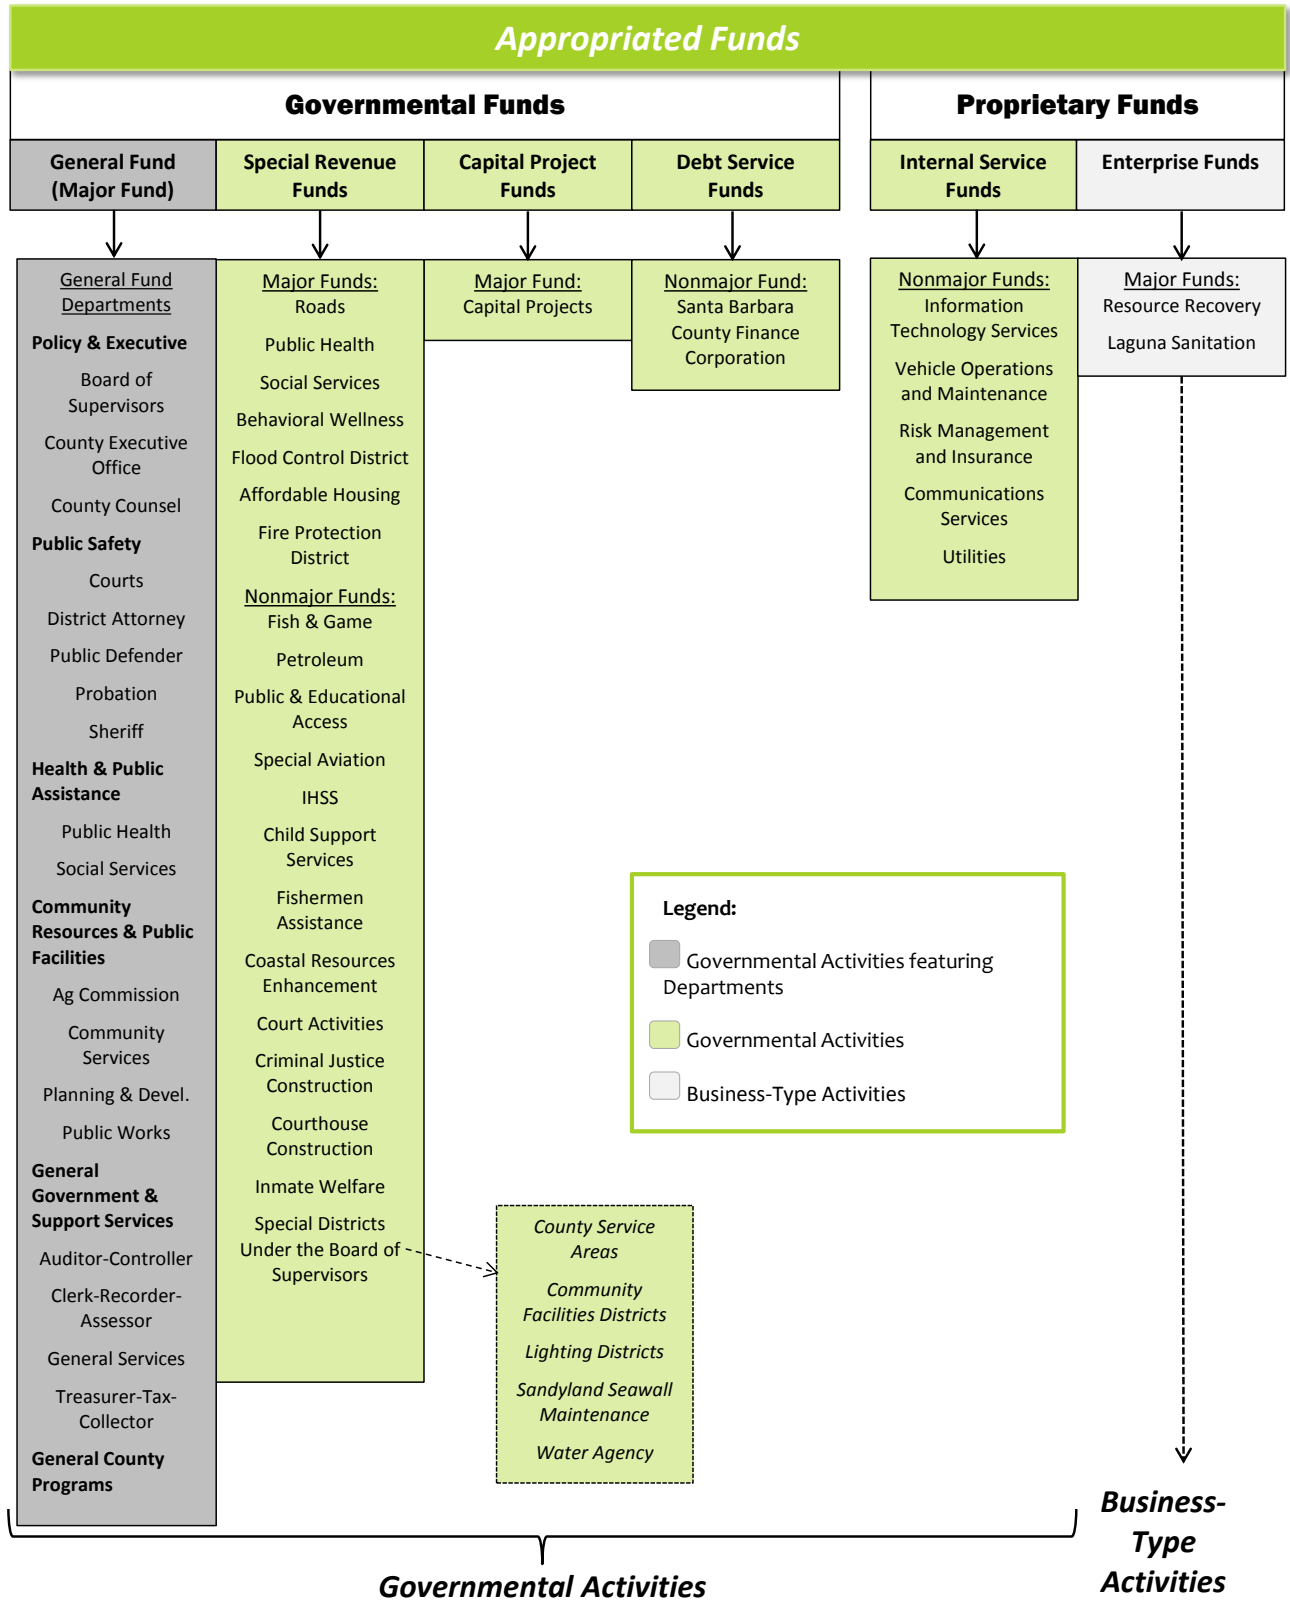 Appropriated Funds
Governmental Funds
Proprietary Funds
General Fund
(Major Fund)
Special Revenue
Funds
Capital Project
Funds
Debt Service
Funds
Internal Service
Funds
Enterprise Funds
General Fund
Departments
Policy & Executive
Board of
Supervisors
County Executive
Office
County Counsel
Public Safety
Courts
District Attorney
Public Defender
Probation
Sheriff
Health & Public
Assistance
Public Health
Social Services
Community
Resources & Public
Facilities
Ag Commission
Community
Services
Planning & Devel.
Public Works
General
Government &
Support Services
Auditor-Controller
Clerk-Recorder-
Assessor
General Services
Treasurer-Tax-
Collector
General County
Programs
Major Funds:
Roads
Public Health
Social Services
Behavioral Wellness
Flood Control District
Affordable Housing
Fire Protection
District
Nonmajor Funds:
Fish & Game
Petroleum
Public & Educational
Access
Special Aviation
IHSS
Child Support
Services
Fishermen
Assistance
Coastal Resources
Enhancement
Court Activities
Criminal Justice
Construction
Courthouse
Construction
Inmate Welfare
Special Districts
Under the Board of
Supervisors
Major Fund:
Capital Projects
Nonmajor Fund:
Santa Barbara
County Finance
Corporation
Nonmajor Funds:
Information
Technology Services
Vehicle Operations
and Maintenance
Risk Management
and Insurance
Communications
Services
Utilities
Major Funds:
Resource Recovery
Laguna Sanitation
Legend:
Governmental Activities featuring
Departments
Governmental Activities
Business-Type Activities
County Service
Areas
Community
Facilities Districts
Lighting Districts
Sandyland Seawall
Maintenance
Water Agency
Governmental Activities
Business-
Type
Activities